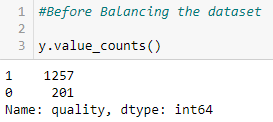 1 #Before Balancing the dataset
2
3 y.value_counts()
1 1257
0 201
Name: quality, dtype: int64